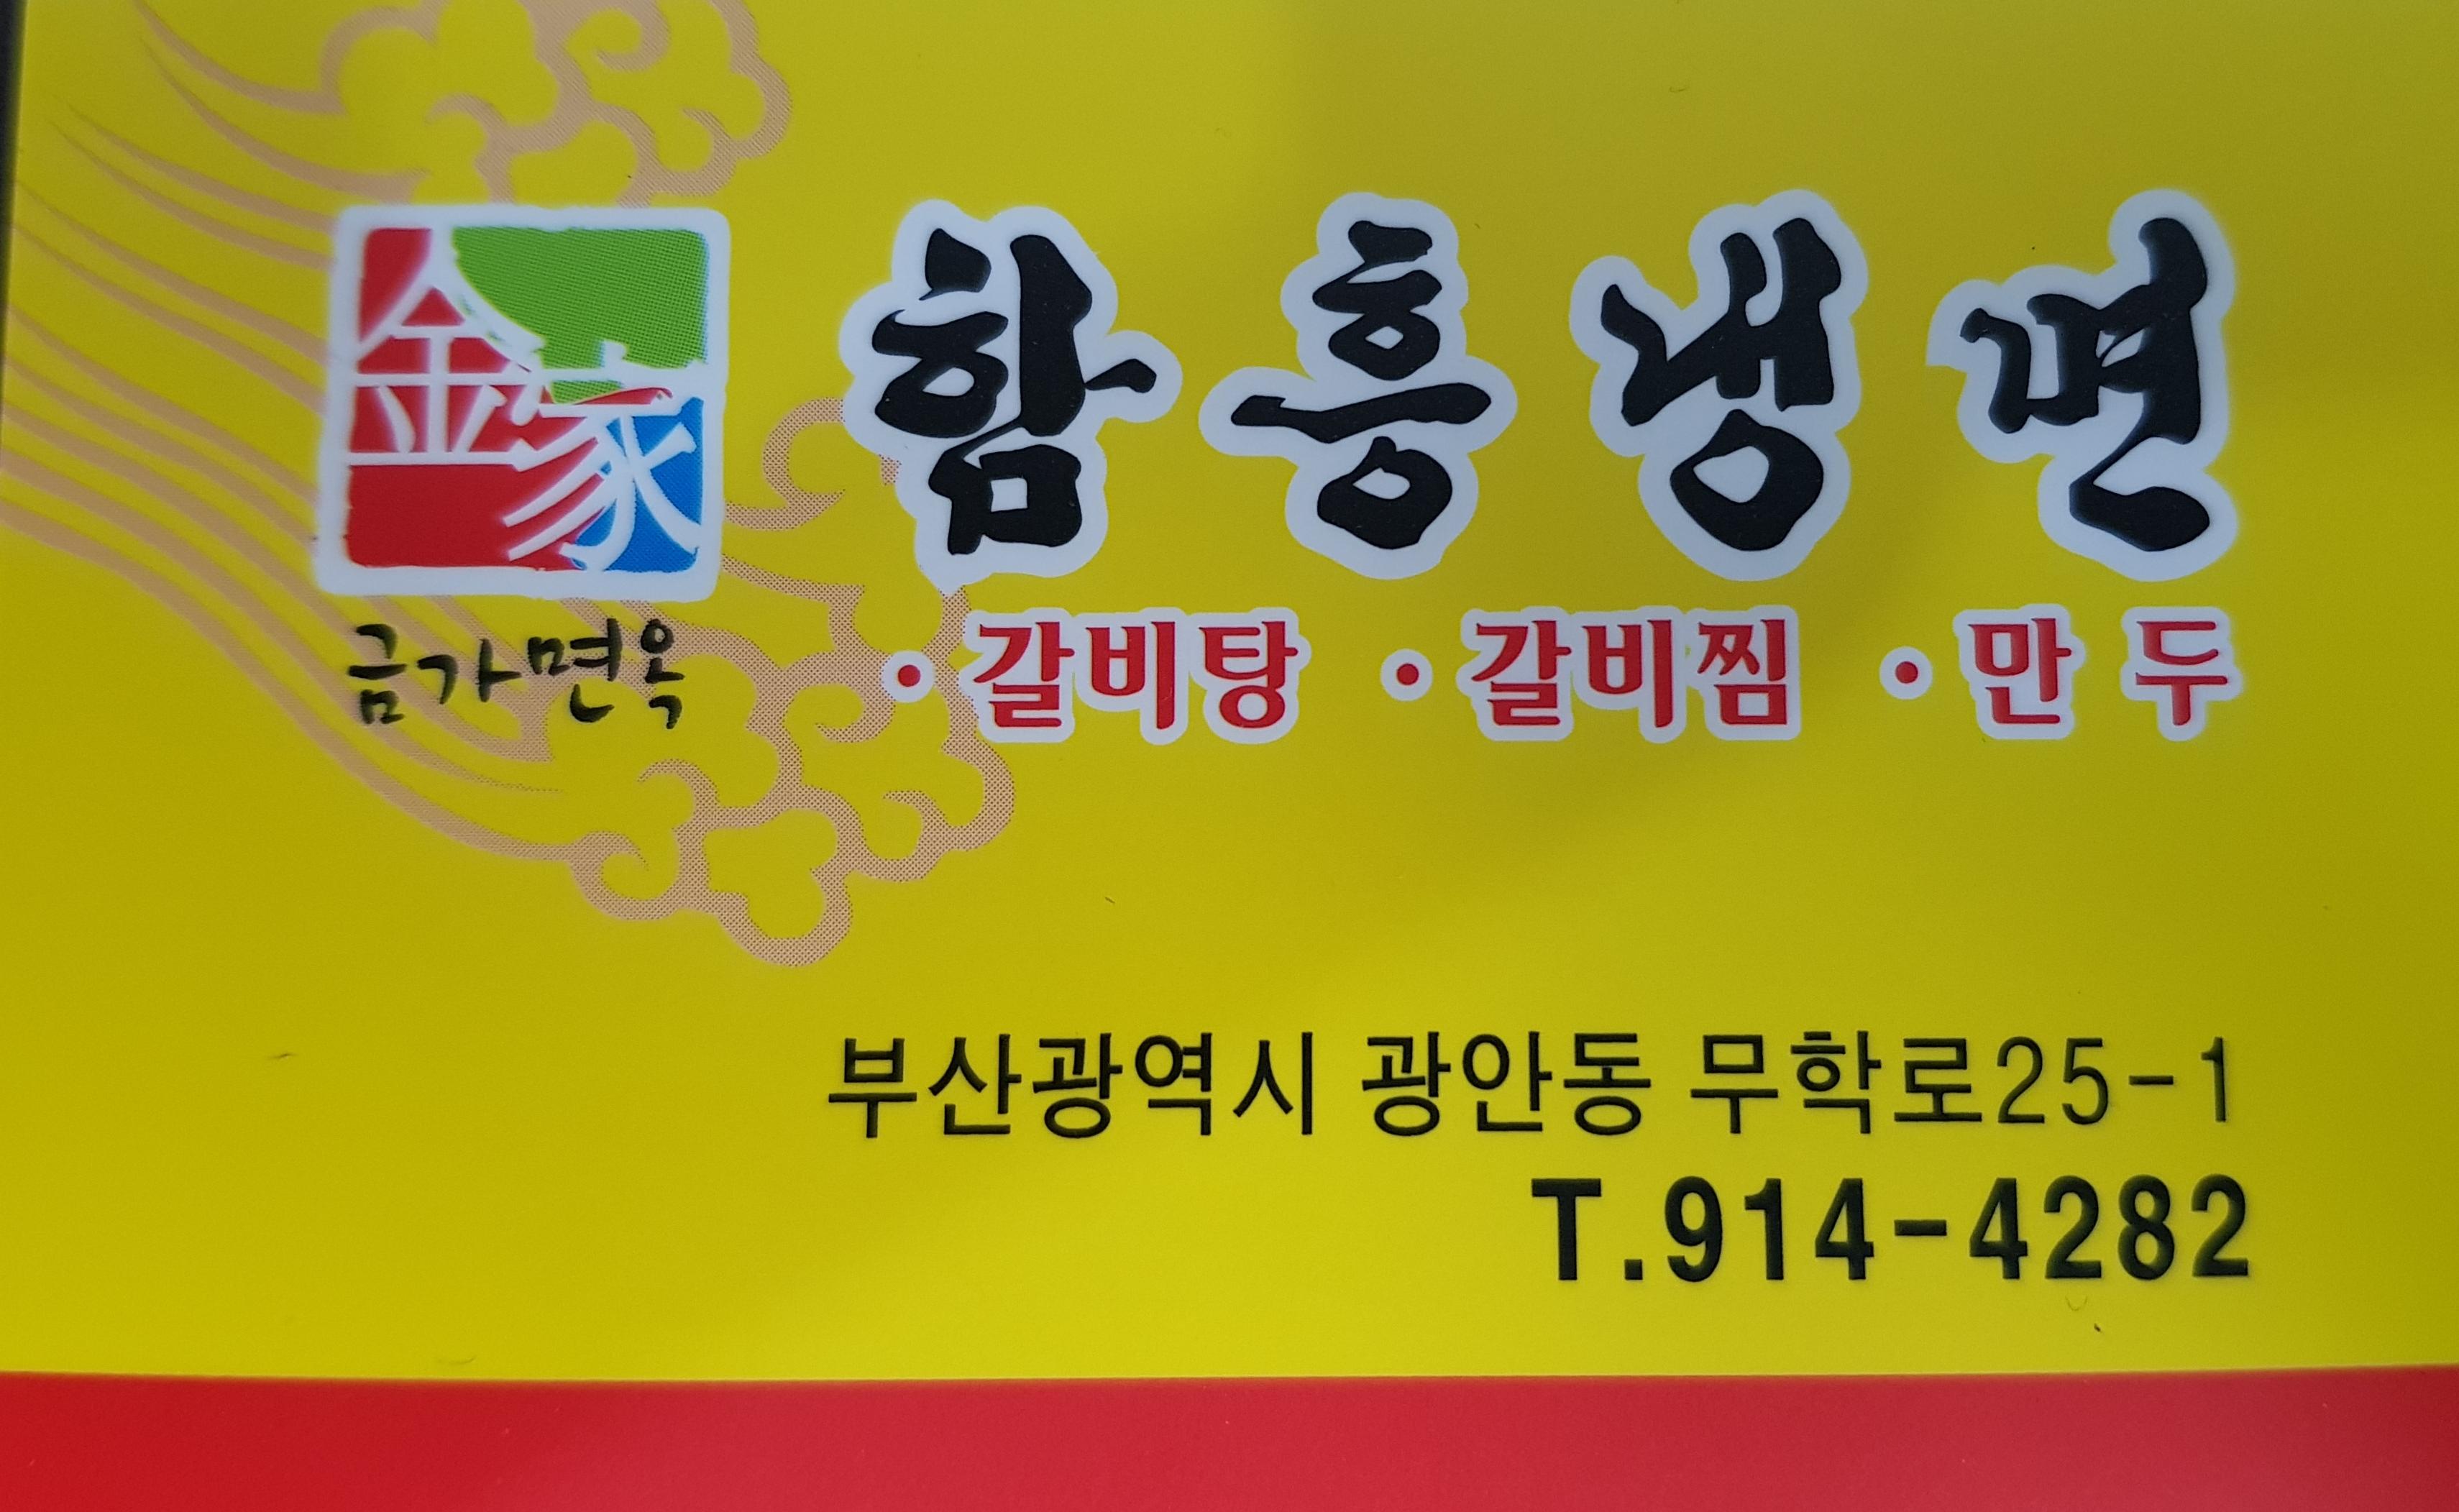 金家
금가면옥
함흥냉면
· 갈비탕 · 갈비찜 · 만두
부산광역시 광안동 무학로25-1
T.914-4282